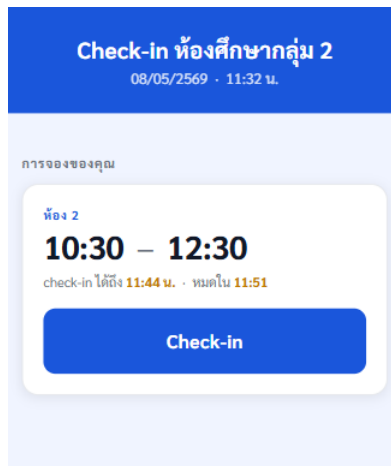 Check-in ห้องศึกษากลุ่ม 2
08/05/2569 · 11:32 น.
การจองของคุณ
ห้อง 2
10:30 – 12:30
check-in ได้ถึง 11:44 น. · หมดใน 11:51
Check-in